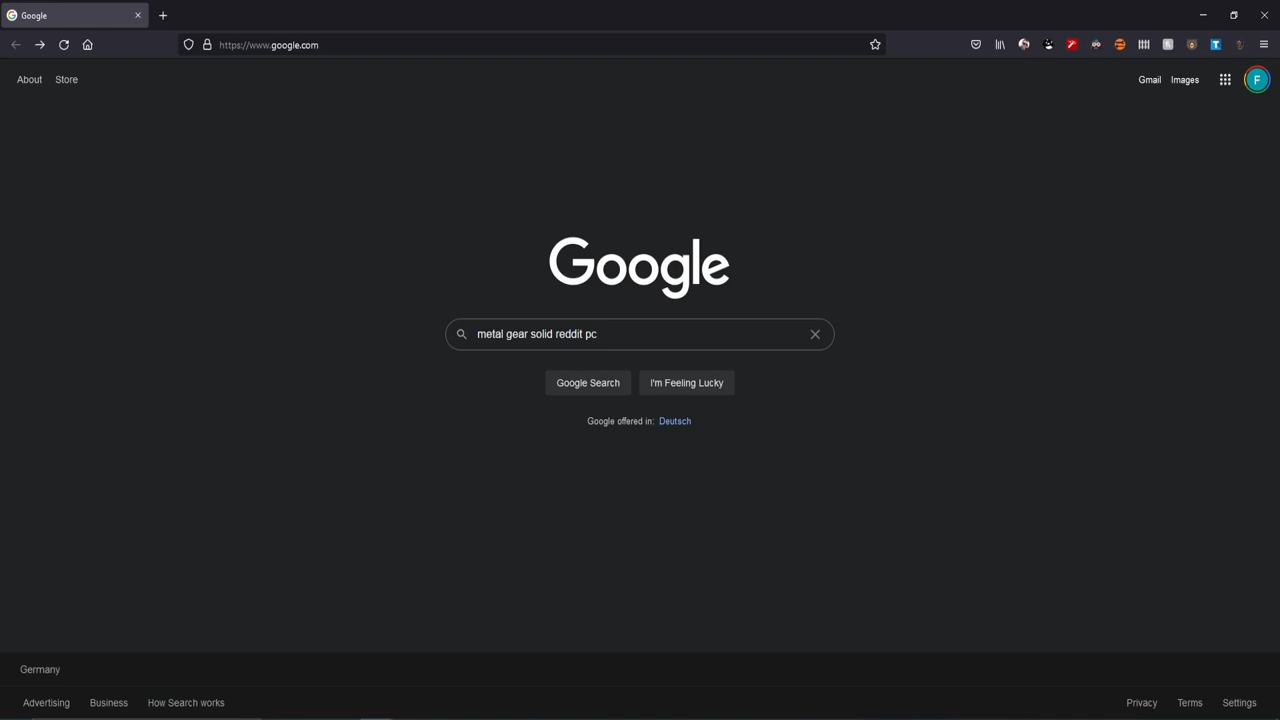 Google
https://www.google.com
About Store
Gmail Images
F
Google
metal gear solid reddit pc
Google Search I'm Feeling Lucky
Google offered in: Deutsch
Germany
Advertising Business How Search works
Privacy Terms Settings